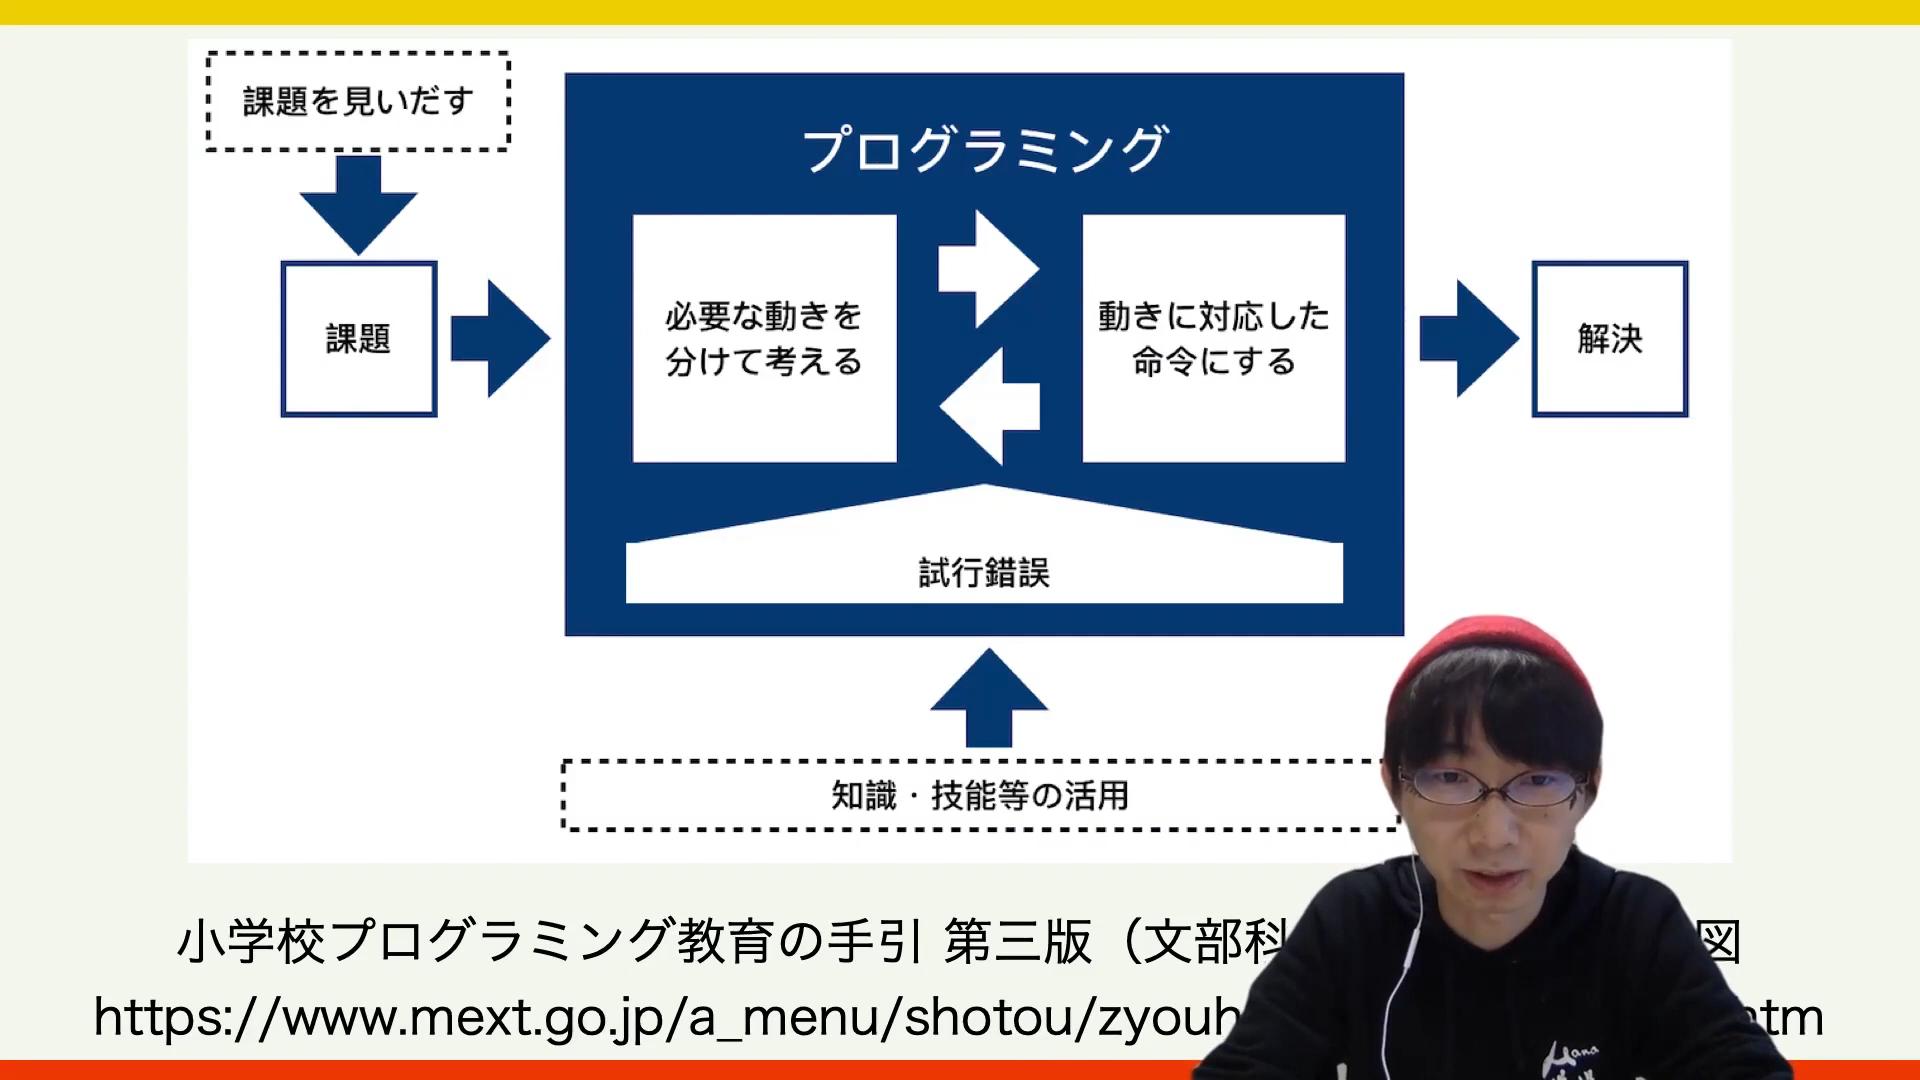 課題を見いだす
プログラミング
必要な動きを
分けて考える
動きに対応した
命令にする
課題
解決
試行錯誤
知識・技能等の活用
小学校プログラミング教育の手引 第三版（文部科 図
https://www.mext.go.jp/a_menu/shotou/zyouh tm
Hana